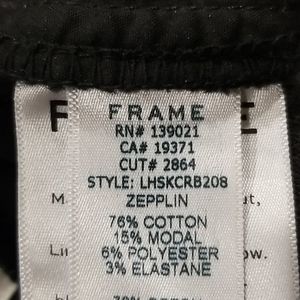 FRAME
RN# 139021
CA# 19371
CUT# 2864
STYLE: LHSKCRB208
ZEPPLIN
76% COTTON
15% MODAL
6% POLYESTER
3% ELASTANE